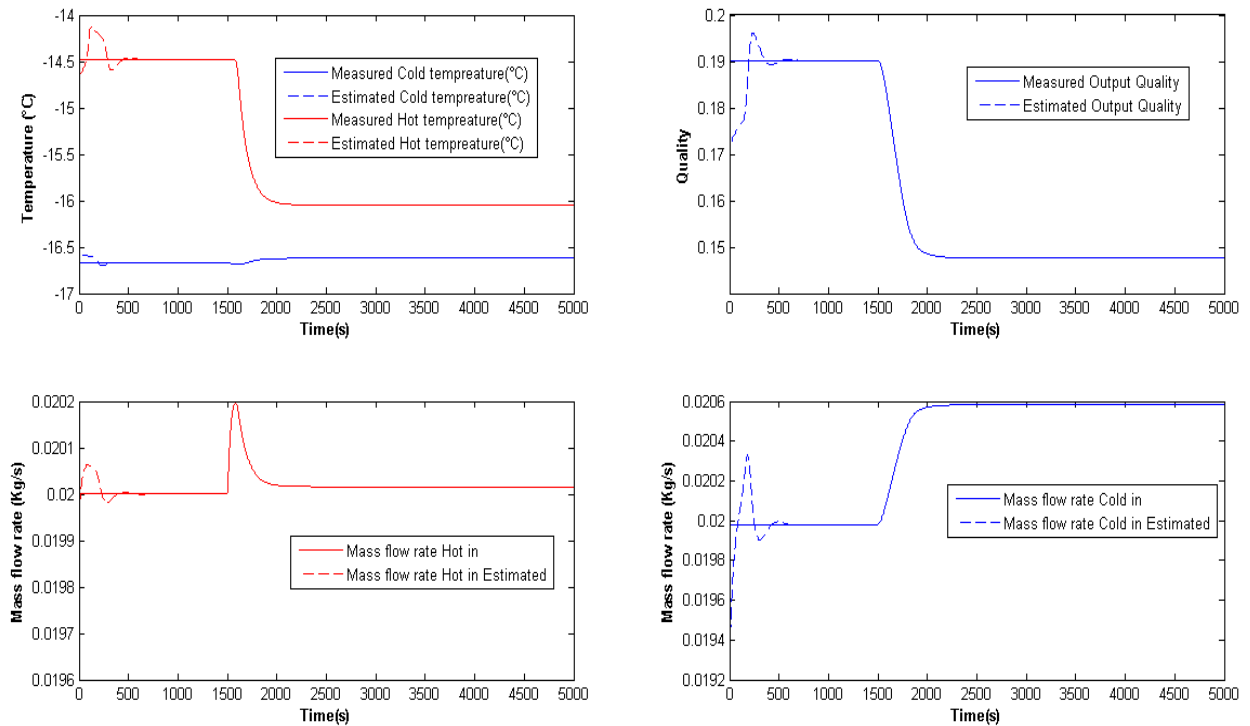 -14
-14.5
-15
-15.5
-16
-16.5
-17
Temperature (°C)
Measured Cold tempreature(°C)
Estimated Cold tempreature(°C)
Measured Hot tempreature(°C)
Estimated Hot tempreature(°C)
0 500 1000 1500 2000 2500 3000 3500 4000 4500 5000
Time(s)
0.2
0.19
0.18
0.17
0.16
0.15
Quality
Measured Output Quality
Estimated Output Quality
0 500 1000 1500 2000 2500 3000 3500 4000 4500 5000
Time(s)
0.0202
0.0201
0.02
0.0199
0.0198
0.0197
0.0196
Mass flow rate (Kg/s)
Mass flow rate Hot in
Mass flow rate Hot in Estimated
0 500 1000 1500 2000 2500 3000 3500 4000 4500 5000
Time(s)
0.0206
0.0204
0.0202
0.02
0.0198
0.0196
0.0194
0.0192
Mass flow rate (Kg/s)
Mass flow rate Cold in
Mass flow rate Cold in Estimated
0 500 1000 1500 2000 2500 3000 3500 4000 4500 5000
Time(s)